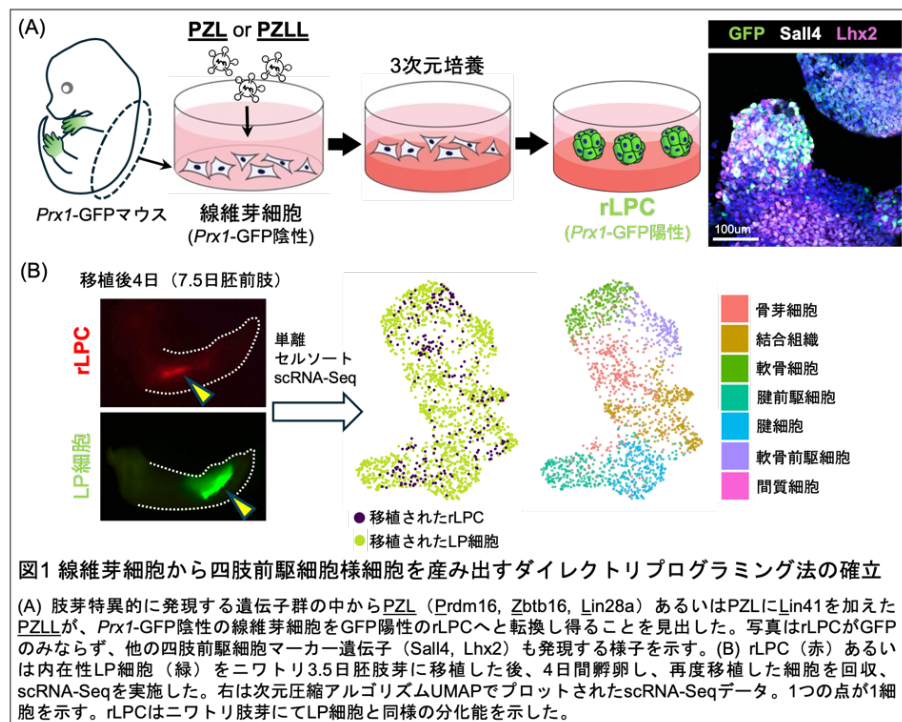 (A)
PZL or PZLL
3次元培養
GFP Sall4 Lhx2
Prx1-GFPマウス
線維芽細胞
(Prx1-GFP陰性)
rLPC
(Prx1-GFP陽性)
100um
(B)
移植後4日（7.5日胚前肢）
rLPC
LP細胞
単離
セルソート
scRNA-Seq
移植されたrLPC
移植されたLP細胞
骨芽細胞
結合組織
軟骨細胞
腱前駆細胞
腱細胞
軟骨前駆細胞
間質細胞
図1 線維芽細胞から四肢前駆細胞様細胞を産み出すダイレクトリプログラミング法の確立
(A) 肢芽特異的に発現する遺伝子群の中からPZL（Prdm16, Zbtb16, Lin28a）あるいはPZLにLin41を加えた
PZLLが、Prx1-GFP陰性の線維芽細胞をGFP陽性のrLPCへと転換し得ることを見出した。写真はrLPCがGFP
のみならず、他の四肢前駆細胞マーカー遺伝子（Sall4, Lhx2）も発現する様子を示す。(B) rLPC（赤）ある
いは内在性LP細胞（緑）をニワトリ3.5日胚肢芽に移植した後、4日間孵卵し、再度移植した細胞を回収、
scRNA-Seqを実施した。右は次元圧縮アルゴリズムUMAPでプロットされたscRNA-Seqデータ。1つの点が1細
胞を示す。rLPCはニワトリ肢芽にてLP細胞と同様の分化能を示した。